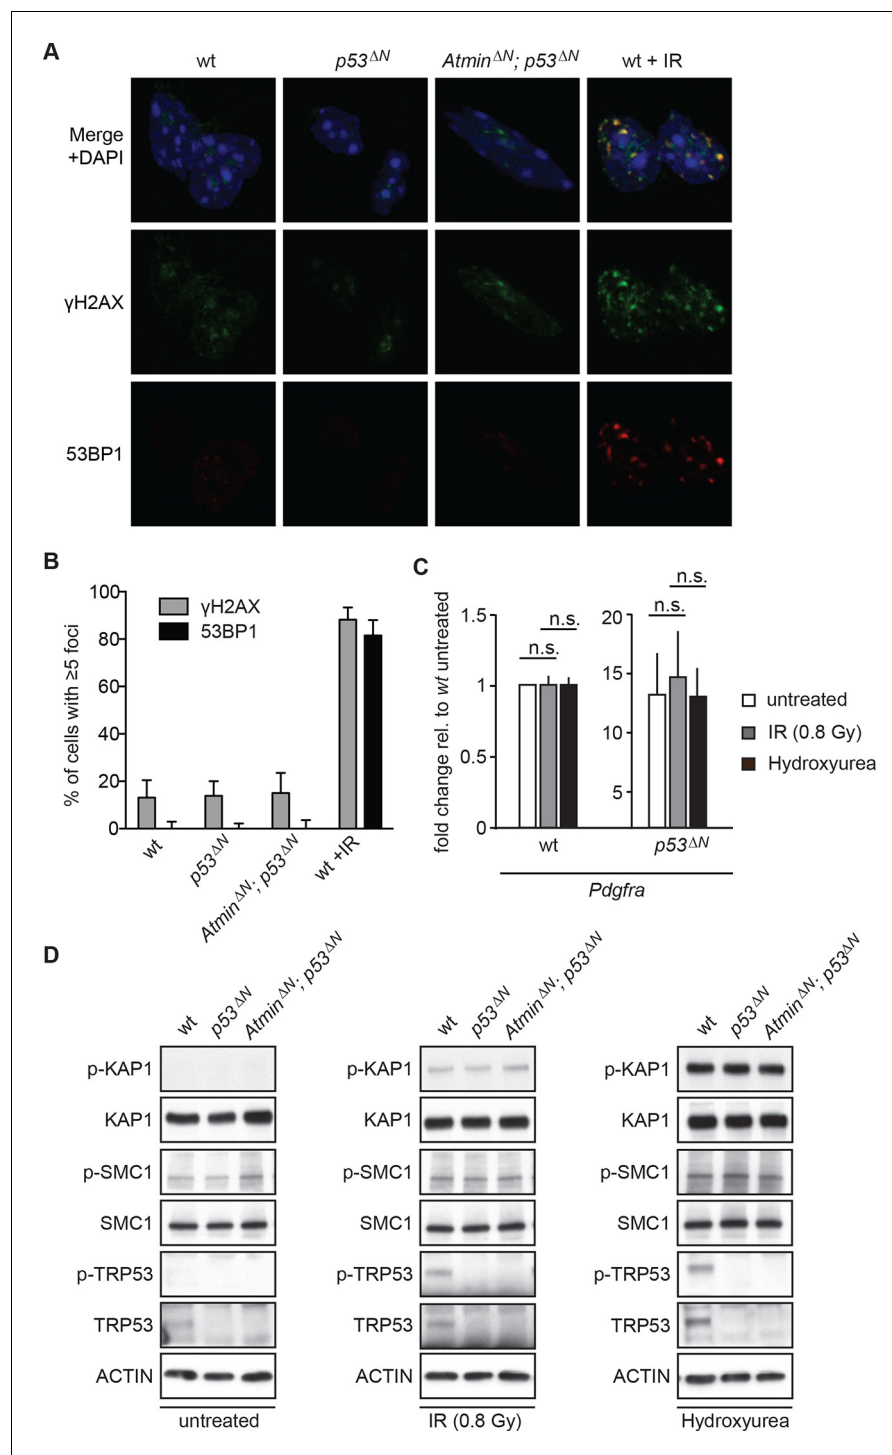 A
wt p53ΔN AtminΔN; p53ΔN wt + IR
Merge
+DAPI
γH2AX
53BP1
B
% of cells with ≥5 foci
100
80
60
40
20
0
γH2AX
53BP1
wt p53ΔN AtminΔN; p53ΔN wt +IR
C
fold change rel. to wt untreated
1.5
1
0.5
0
n.s.
n.s.
20
15
10
5
n.s.
n.s.
untreated
IR (0.8 Gy)
Hydroxyurea
wt p53ΔN
Pdgfra
D
wt p53ΔN AtminΔN; p53ΔN
p-KAP1
KAP1
p-SMC1
SMC1
p-TRP53
TRP53
ACTIN
untreated
wt p53ΔN AtminΔN; p53ΔN
p-KAP1
KAP1
p-SMC1
SMC1
p-TRP53
TRP53
ACTIN
IR (0.8 Gy)
wt p53ΔN AtminΔN; p53ΔN
p-KAP1
KAP1
p-SMC1
SMC1
p-TRP53
TRP53
ACTIN
Hydroxyurea